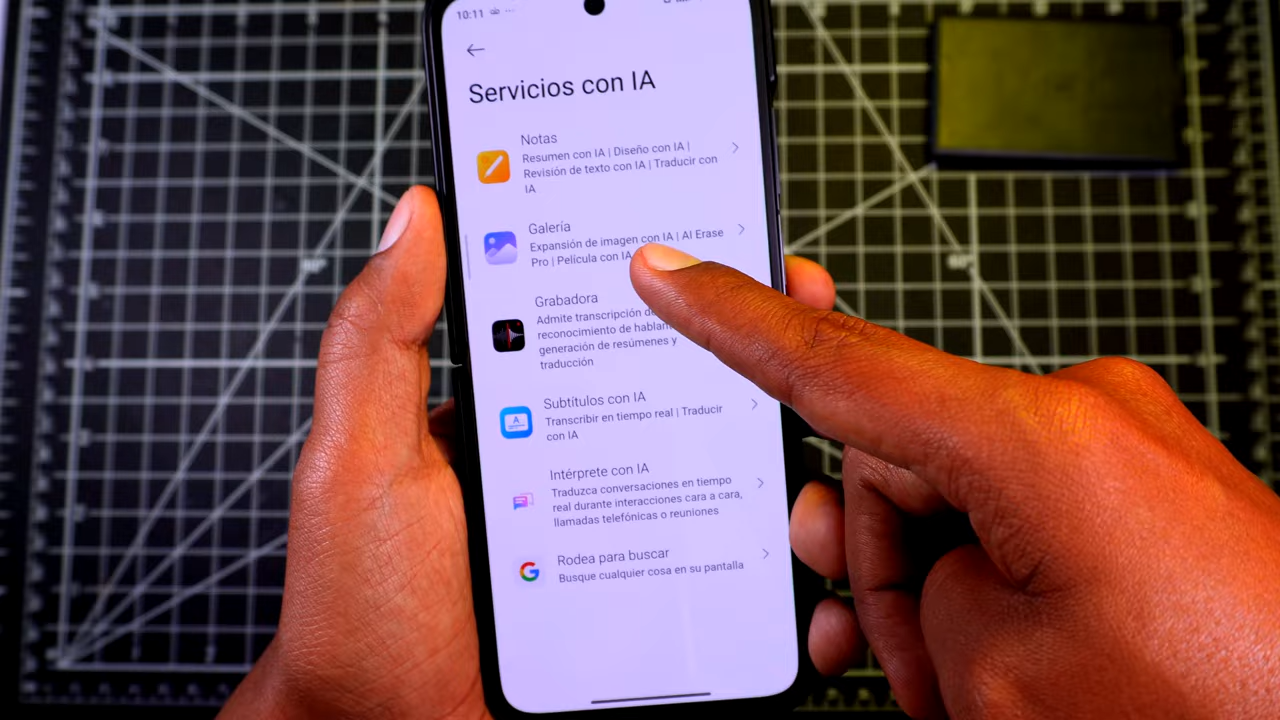 10:11
Servicios con IA
Notas
Resumen con IA | Diseño con IA |
Revisión de texto con IA | Traducir con
IA
Galería
Expansión de imagen con IA | AI Erase
Pro | Película con IA
Grabadora
Admite transcripción
reconocimiento de
generación de resúmenes y
traducción
Subtítulos con IA
Transcribir en tiempo real | Traducir
con IA
Intérprete con IA
Traduzca conversaciones en tiempo
real durante interacciones cara a cara,
llamadas telefónicas o reuniones
Rodea para buscar
Busque cualquier cosa en su pantalla